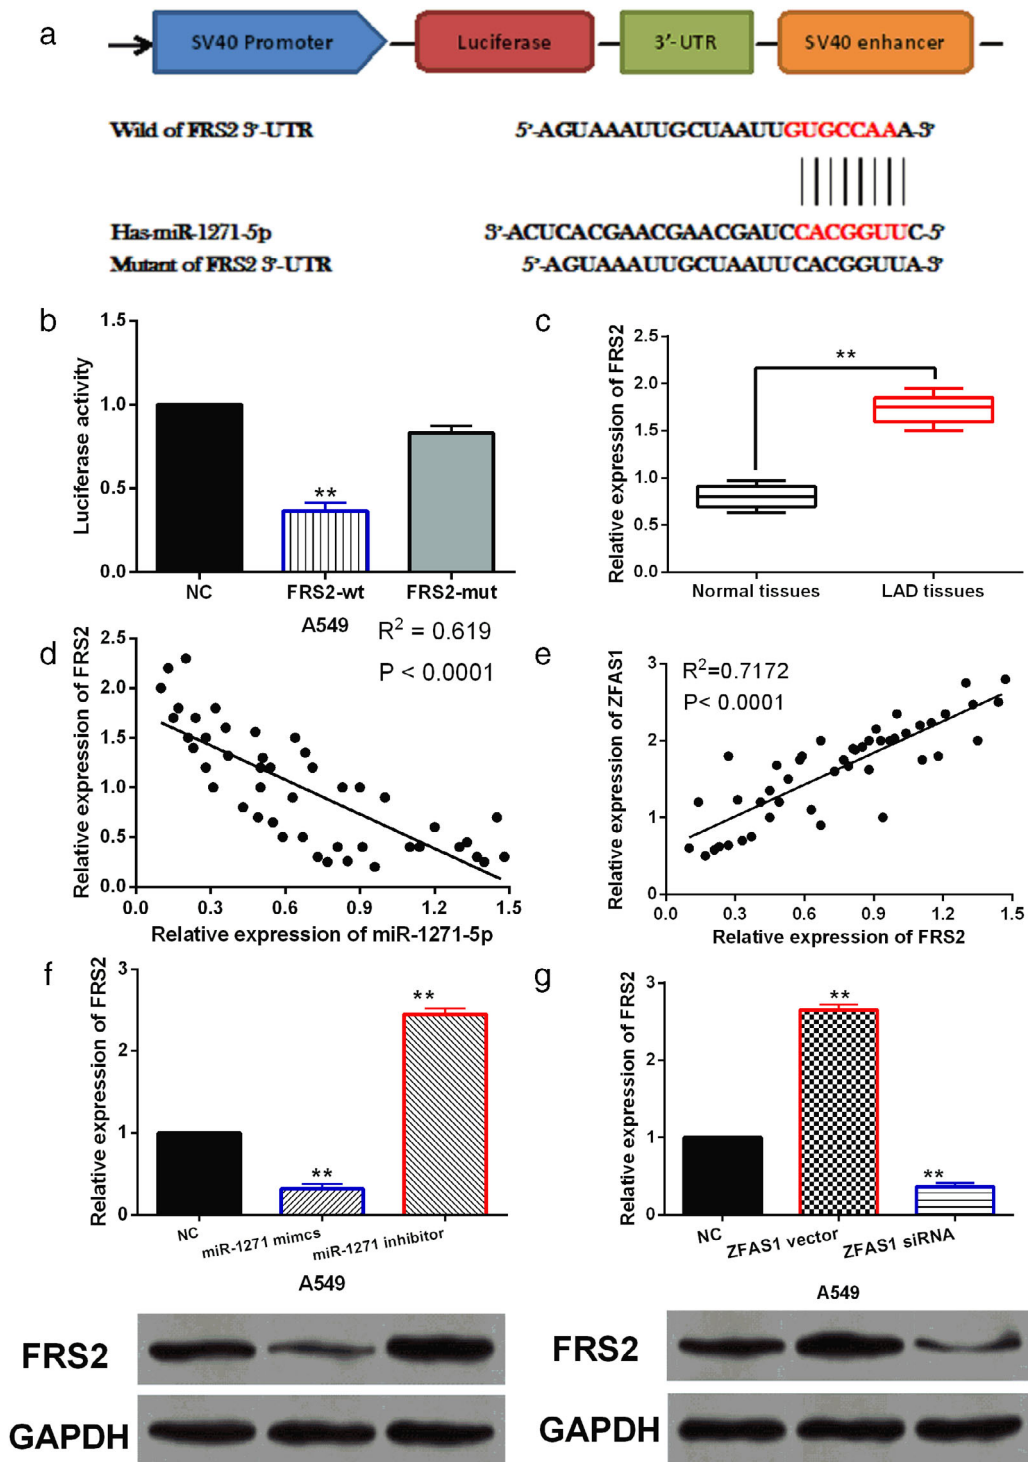 a
SV40 Promoter
Luciferase
3'-UTR
SV40 enhancer
Wild of FRS2 3'-UTR
5'-AGUAAAUUGCUAAUUGUGCCAAA-3'
Has-miR-1271-5p
3'-ACUCACGAACGAACGAUCCACGGUUC-5'
Mutant of FRS2 3'-UTR
5'-AGUAAAUUGCUAAUUCACGGUUA-3'
b
Luciferase activity
1.5
1.0
0.5
0.0
**
NC
FRS2-wt
FRS2-mut
A549
c
Relative expression of FRS2
2.5
2.0
1.5
1.0
0.5
0.0
**
Normal tissues
LAD tissues
d
Relative expression of FRS2
2.5
2.0
1.5
1.0
0.5
0.0
R² = 0.619
P < 0.0001
0.0 0.3 0.6 0.9 1.2 1.5
Relative expression of miR-1271-5p
e
Relative expression of ZFAS1
3
2
1
0
R²=0.7172
P< 0.0001
0.0 0.3 0.6 0.9 1.2 1.5
Relative expression of FRS2
f
Relative expression of FRS2
3
2
1
0
**
**
NC
miR-1271 mimcs
miR-1271 inhibitor
A549
FRS2
GAPDH
g
Relative expression of FRS2
3
2
1
0
**
**
NC
ZFAS1 vector
ZFAS1 siRNA
A549
FRS2
GAPDH